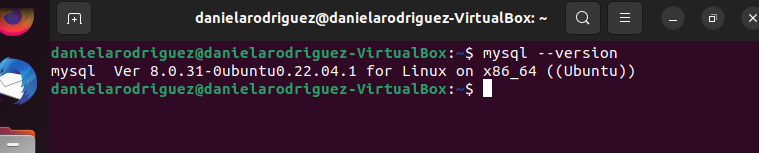 danielarodriguez@danielarodriguez-VirtualBox: ~
danielarodriguez@danielarodriguez-VirtualBox:~$ mysql --version
mysql  Ver 8.0.31-0ubuntu0.22.04.1 for Linux on x86_64 ((Ubuntu))
danielarodriguez@danielarodriguez-VirtualBox:~$